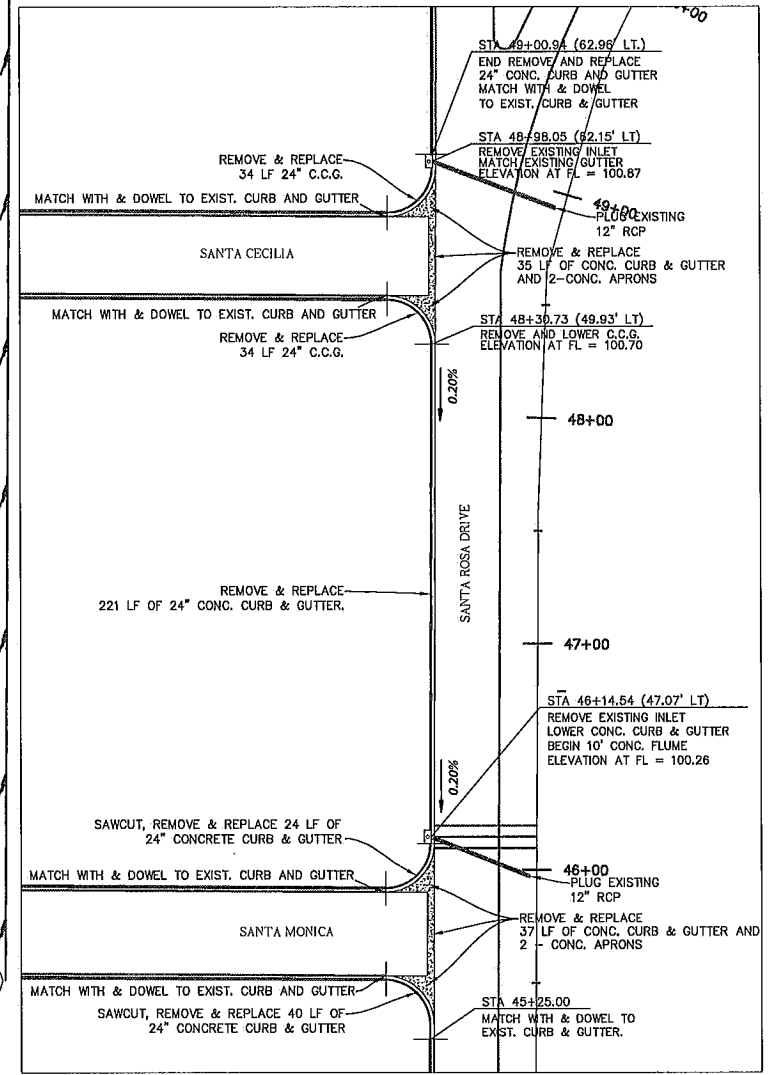 STA 49+00.94 (62.96' LT.)
END REMOVE AND REPLACE
24" CONC. CURB AND GUTTER
MATCH WITH & DOWEL
TO EXIST. CURB & GUTTER
STA 48+98.05 (62.15' LT)
REMOVE EXISTING INLET
MATCH EXISTING GUTTER
ELEVATION AT FL = 100.87
REMOVE & REPLACE
34 LF 24" C.C.G.
MATCH WITH & DOWEL TO EXIST. CURB AND GUTTER
49+00
PLUG EXISTING
12" RCP
SANTA CECILIA
REMOVE & REPLACE
35 LF OF CONC. CURB & GUTTER
AND 2-CONC. APRONS
MATCH WITH & DOWEL TO EXIST. CURB AND GUTTER
REMOVE & REPLACE
34 LF 24" C.C.G.
STA 48+30.73 (49.93' LT)
REMOVE AND LOWER C.C.G.
ELEVATION AT FL = 100.70
0.20%
48+00
SANTA ROSA DRIVE
REMOVE & REPLACE
221 LF OF 24" CONC. CURB & GUTTER.
47+00
STA 46+14.54 (47.07' LT)
REMOVE EXISTING INLET
LOWER CONC. CURB & GUTTER
BEGIN 10' CONC. FLUME
ELEVATION AT FL = 100.26
0.20%
SAWCUT, REMOVE & REPLACE 24 LF OF
24" CONCRETE CURB & GUTTER
MATCH WITH & DOWEL TO EXIST. CURB AND GUTTER
46+00
PLUG EXISTING
12" RCP
SANTA MONICA
REMOVE & REPLACE
37 LF OF CONC. CURB & GUTTER AND
2 - CONC. APRONS
MATCH WITH & DOWEL TO EXIST. CURB AND GUTTER
SAWCUT, REMOVE & REPLACE 40 LF OF
24" CONCRETE CURB & GUTTER
STA 45+25.00
MATCH WITH & DOWEL TO
EXIST. CURB & GUTTER.